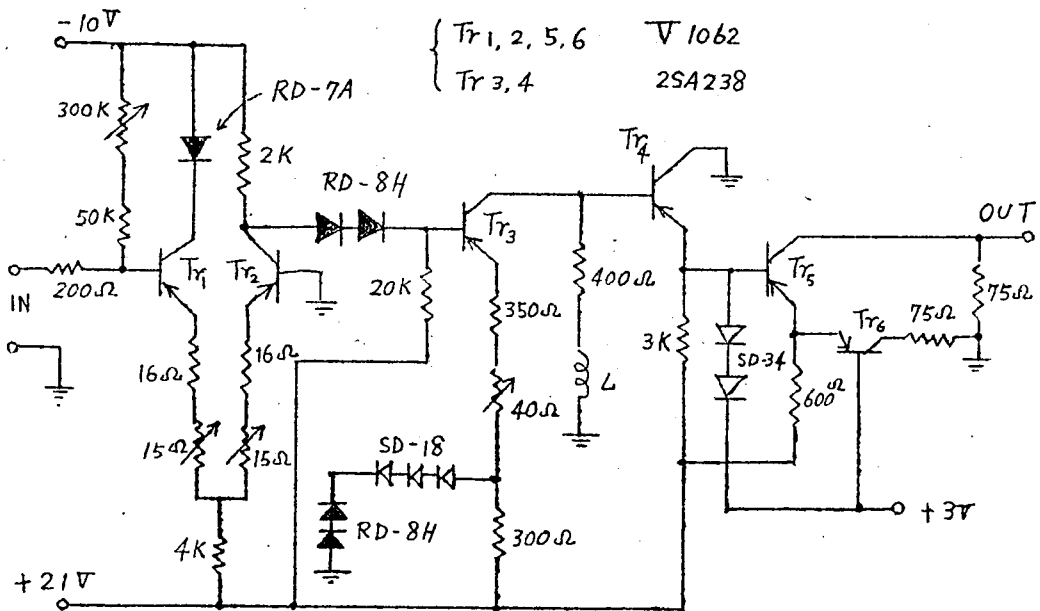 -10V
{ Tr1, 2, 5, 6 V 1062
Tr 3, 4 2SA238
RD-7A
300K
2K
Tr4
RD-8H
50K
Tr3
OUT
Tr1
Tr2
Tr5
200Ω
IN
20K
400Ω
75Ω
350Ω
Tr6
75Ω
3K
SD-34
16Ω
16Ω
L
600Ω
40Ω
15Ω
15Ω
SD-18
RD-8H
+3V
4K
300Ω
+21V